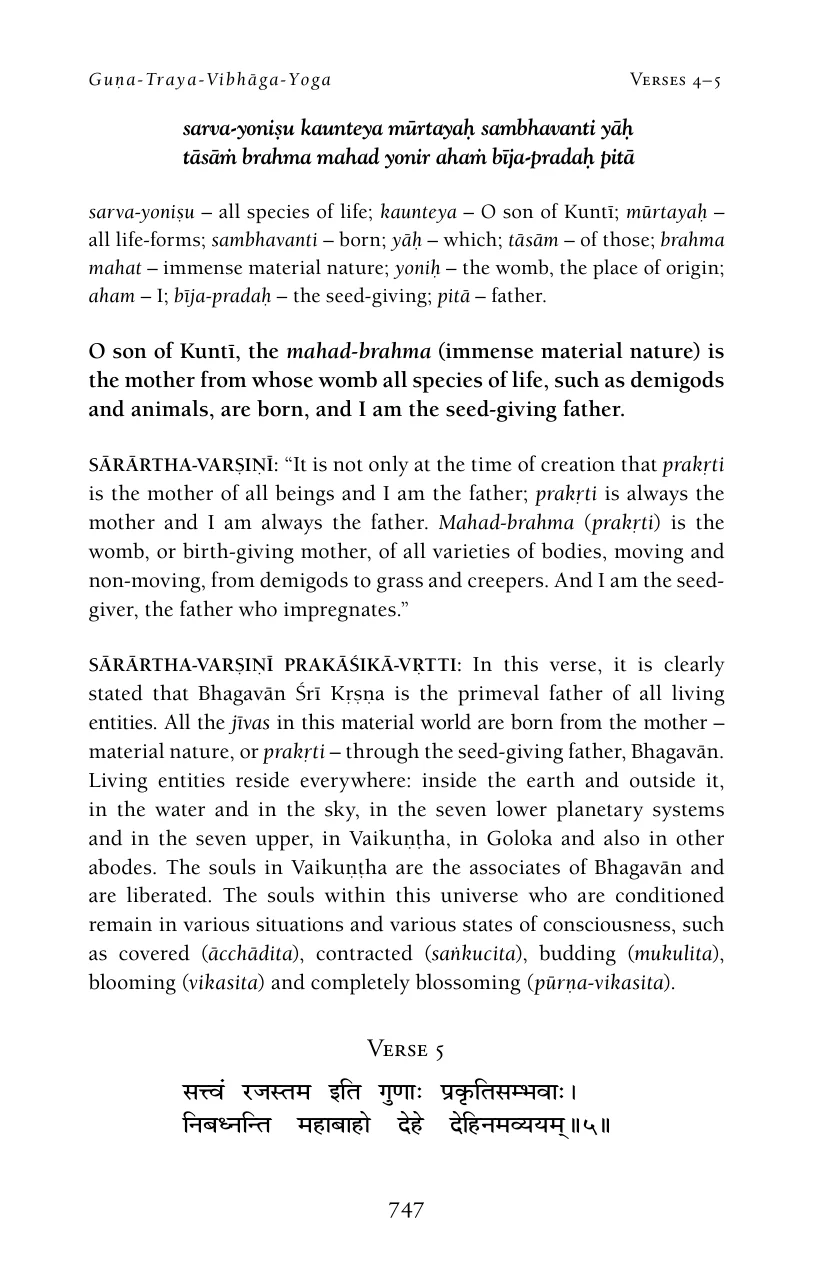 Guṇa-Traya-Vibhāga-Yoga
Verses 4–5
sarva-yoniṣu kaunteya mūrtayaḥ sambhavanti yāḥ
tāsāṁ brahma mahad yonir ahaṁ bīja-pradaḥ pitā
sarva-yoniṣu – all species of life; kaunteya – O son of Kuntī; mūrtayaḥ –
all life-forms; sambhavanti – born; yāḥ – which; tāsām – of those; brahma
mahat – immense material nature; yoniḥ – the womb, the place of origin;
aham – I; bīja-pradaḥ – the seed-giving; pitā – father.
O son of Kuntī, the mahad-brahma (immense material nature) is
the mother from whose womb all species of life, such as demigods
and animals, are born, and I am the seed-giving father.
SĀRĀRTHA-VARṢIṆĪ: “It is not only at the time of creation that prakṛti
is the mother of all beings and I am the father; prakṛti is always the
mother and I am always the father. Mahad-brahma (prakṛti) is the
womb, or birth-giving mother, of all varieties of bodies, moving and
non-moving, from demigods to grass and creepers. And I am the seed-
giver, the father who impregnates.”
SĀRĀRTHA-VARṢIṆĪ PRAKĀŚIKĀ-VṚTTI: In this verse, it is clearly
stated that Bhagavān Śrī Kṛṣṇa is the primeval father of all living
entities. All the jīvas in this material world are born from the mother –
material nature, or prakṛti – through the seed-giving father, Bhagavān.
Living entities reside everywhere: inside the earth and outside it,
in the water and in the sky, in the seven lower planetary systems
and in the seven upper, in Vaikuṇṭha, in Goloka and also in other
abodes. The souls in Vaikuṇṭha are the associates of Bhagavān and
are liberated. The souls within this universe who are conditioned
remain in various situations and various states of consciousness, such
as covered (ācchādita), contracted (saṅkucita), budding (mukulita),
blooming (vikasita) and completely blossoming (pūrṇa-vikasita).
Verse 5
सत्त्वं रजस्तम इति गुणाः प्रकृतिसम्भवाः।
निबध्नन्ति महाबाहो देहे देहिनमव्ययम्॥५॥
747